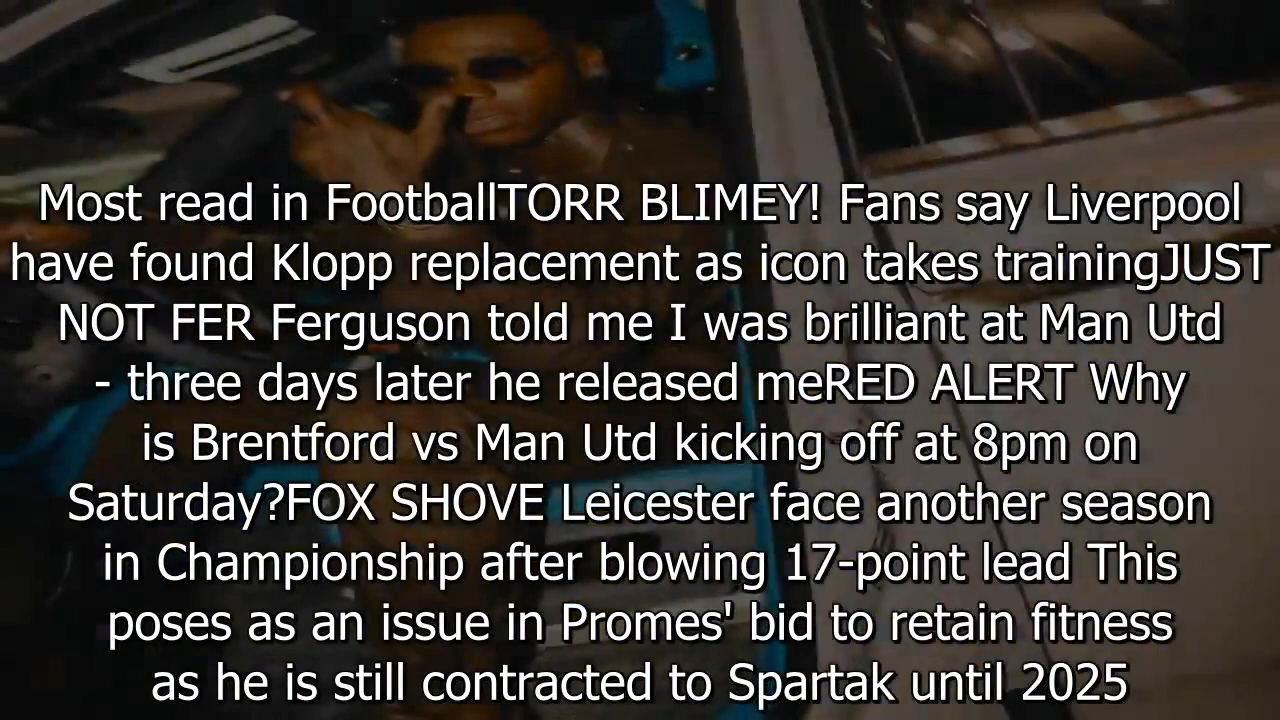 Most read in FootballTORR BLIMEY! Fans say Liverpool
have found Klopp replacement as icon takes trainingJUST
NOT FER Ferguson told me I was brilliant at Man Utd
- three days later he released meRED ALERT Why
is Brentford vs Man Utd kicking off at 8pm on
Saturday?FOX SHOVE Leicester face another season
in Championship after blowing 17-point lead This
poses as an issue in Promes' bid to retain fitness
as he is still contracted to Spartak until 2025